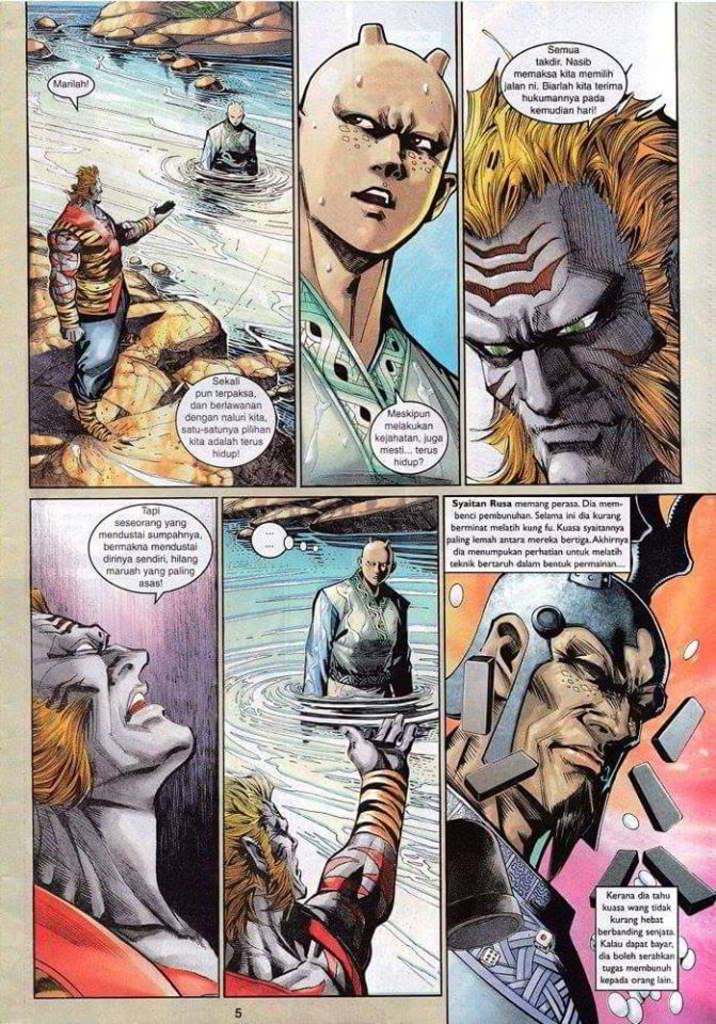 Marilah!
Sekali
pun terpaksa,
dan berlawanan
dengan naluri kita,
satu-satunya pilihan
kita adalah terus
hidup!
Meskipun
melakukan
kejahatan, juga
mesti... terus
hidup?
Semua
takdir. Nasib
memaksa kita memilih
jalan ni. Biarlah kita terima
hukumannya pada
kemudian hari!
Tapi
seseorang yang
mendustai sumpahnya,
bermakna mendustai
dirinya sendiri, hilang
maruah yang paling
asas!
...
...
Syaitan Rusa memang perasa. Dia mem-
benci pembunuhan. Selama ini dia kurang
berminat melatih kung fu. Kuasa syaitannya
paling lemah antara mereka bertiga. Akhirnya
dia menumpukan perhatian untuk melatih
teknik bertaruh dalam bentuk permainan....
Kerana dia tahu
kuasa wang tidak
kurang hebat
berbanding senjata.
Kalau dapat bayar,
dia boleh serahkan
tugas membunuh
kepada orang lain.
5